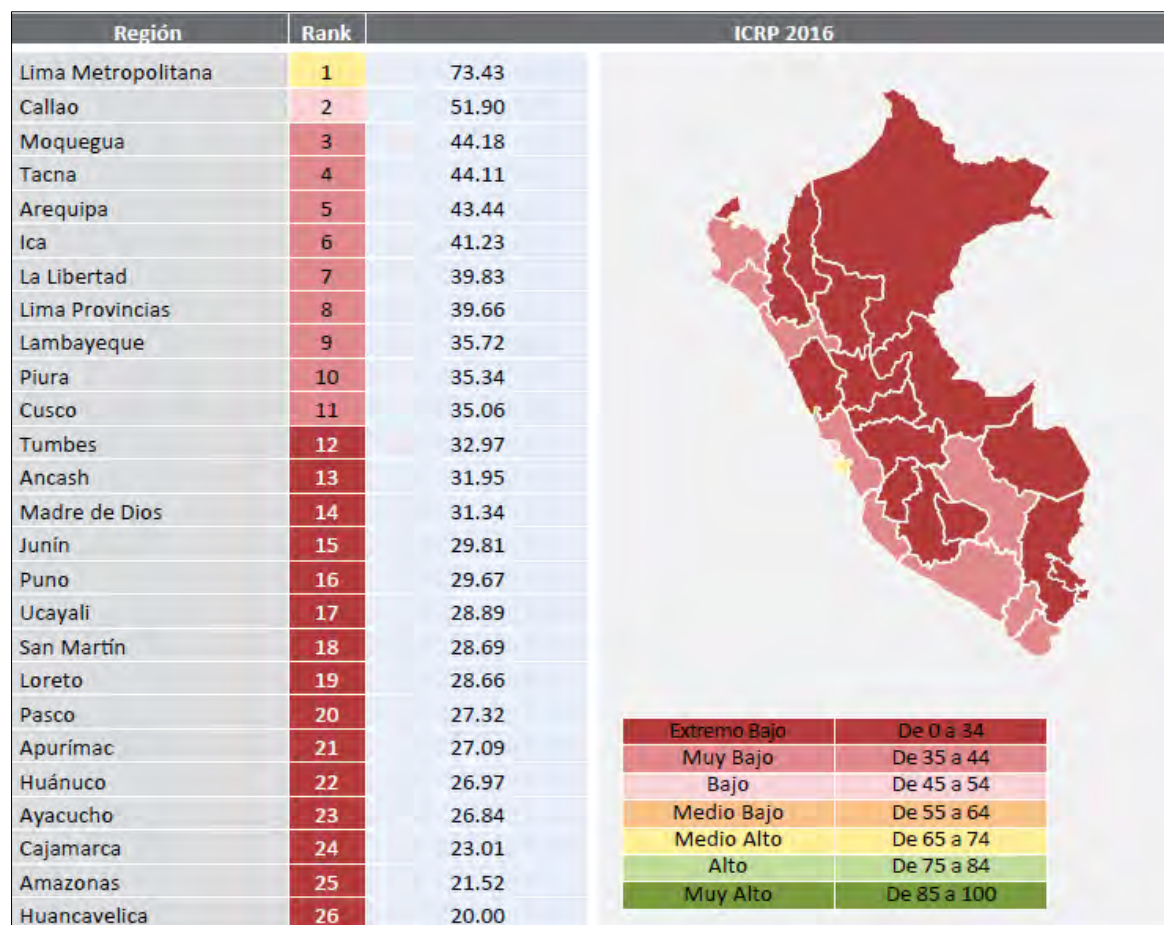 Región Rank ICRP 2016
Lima Metropolitana 1 73.43
Callao 2 51.90
Moquegua 3 44.18
Tacna 4 44.11
Arequipa 5 43.44
Ica 6 41.23
La Libertad 7 39.83
Lima Provincias 8 39.66
Lambayeque 9 35.72
Piura 10 35.34
Cusco 11 35.06
Tumbes 12 32.97
Ancash 13 31.95
Madre de Dios 14 31.34
Junín 15 29.81
Puno 16 29.67
Ucayali 17 28.89
San Martín 18 28.69
Loreto 19 28.66
Pasco 20 27.32
Apurímac 21 27.09
Huánuco 22 26.97
Ayacucho 23 26.84
Cajamarca 24 23.01
Amazonas 25 21.52
Huancavelica 26 20.00
Extremo Bajo De 0 a 34
Muy Bajo De 35 a 44
Bajo De 45 a 54
Medio Bajo De 55 a 64
Medio Alto De 65 a 74
Alto De 75 a 84
Muy Alto De 85 a 100